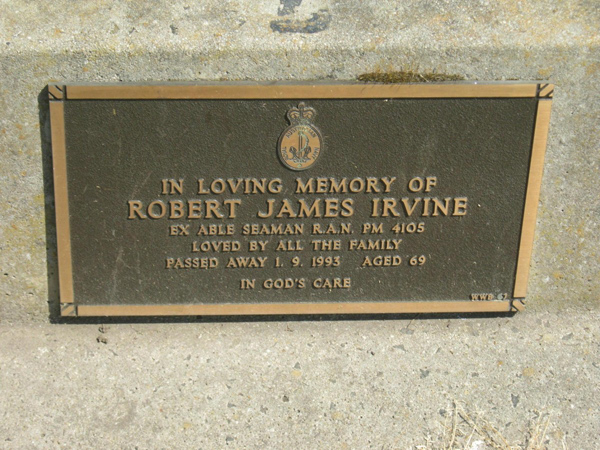 IN LOVING MEMORY OF
ROBERT JAMES IRVINE
EX ABLE SEAMAN R.A.N. PM 4105
LOVED BY ALL THE FAMILY
PASSED AWAY 1. 9. 1993 AGED 69
IN GOD'S CARE